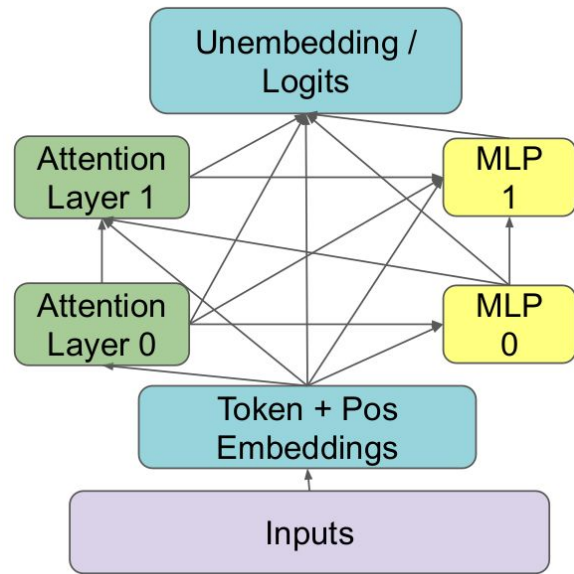 Unembedding /
Logits
Attention
Layer 1
MLP
1
Attention
Layer 0
MLP
0
Token + Pos
Embeddings
Inputs